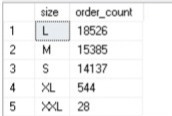 size order_count
1 L 18526
2 M 15385
3 S 14137
4 XL 544
5 XXL 28